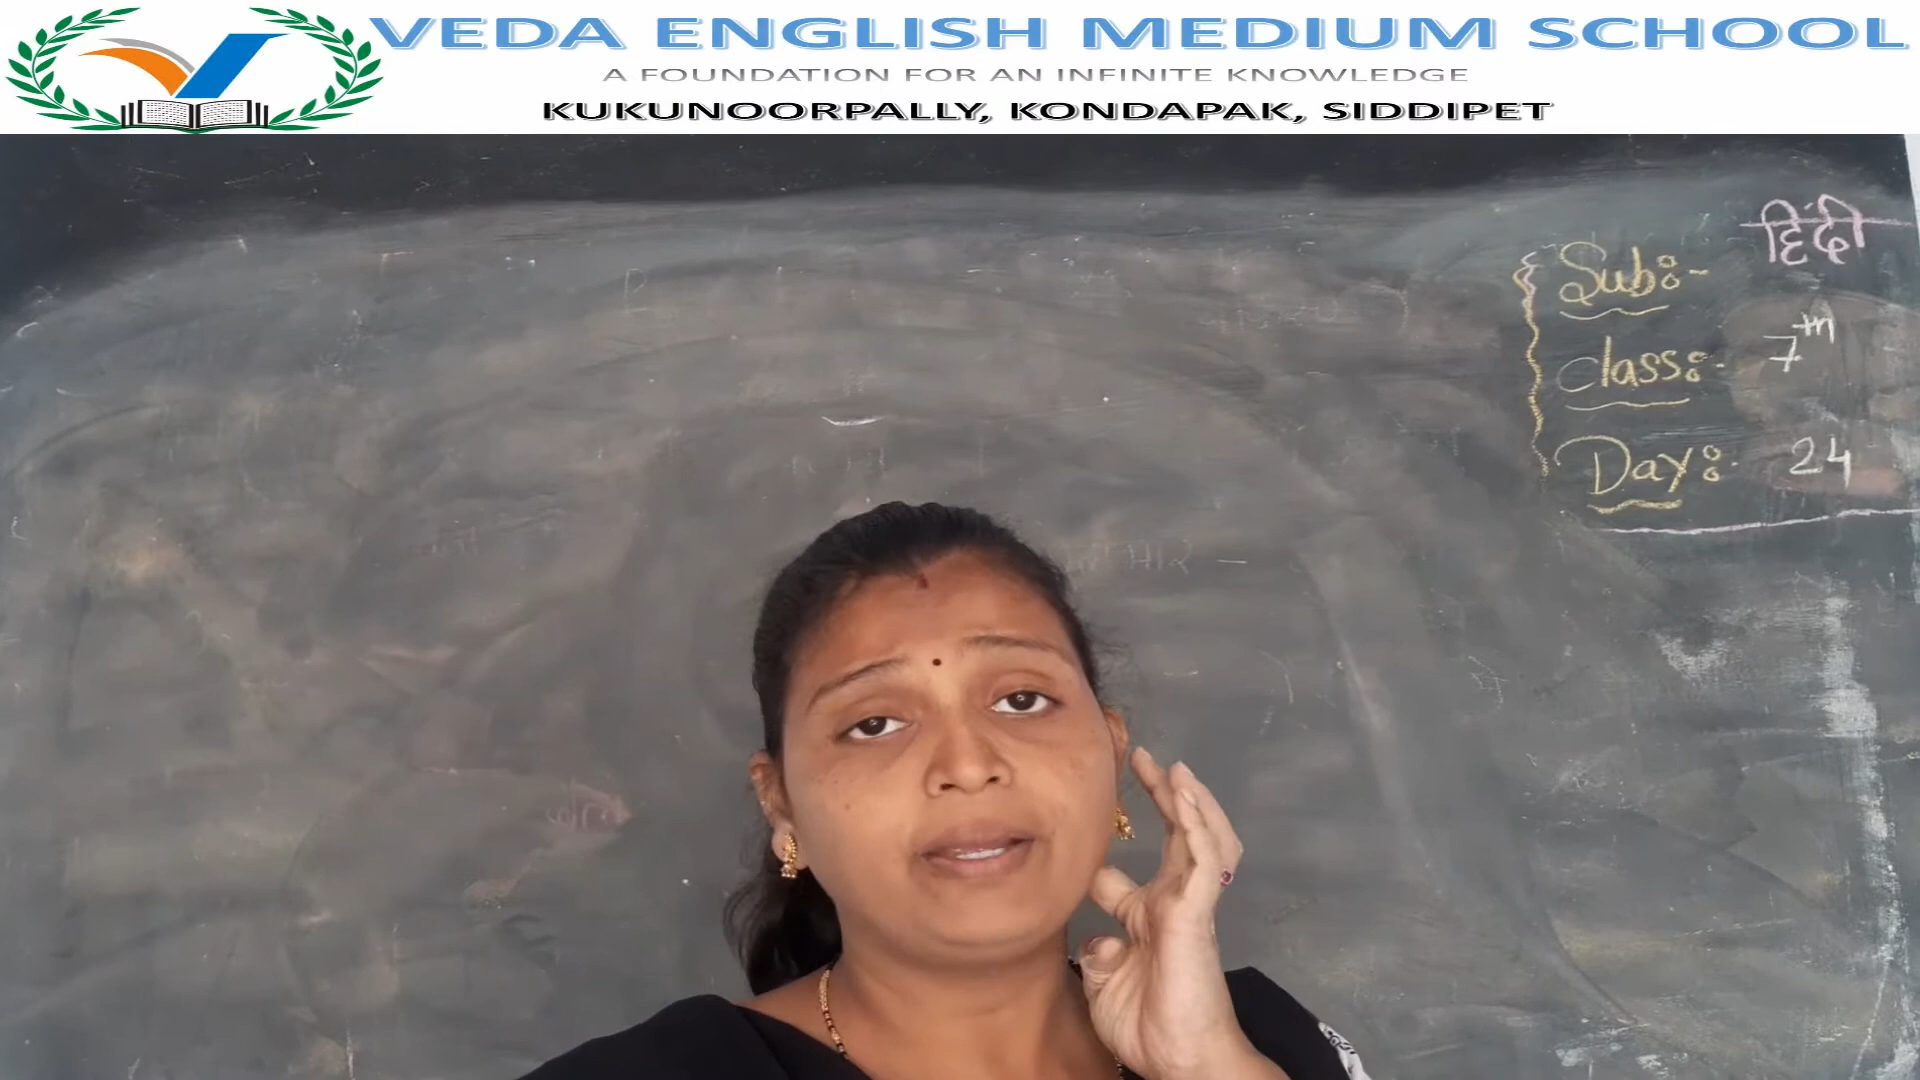 VEDA ENGLISH MEDIUM SCHOOL
A FOUNDATION FOR AN INFINITE KNOWLEDGE
KUKUNOORPALLY, KONDAPAK, SIDDIPET
Sub:- हिंदी
class:- 7th
Day:- 24